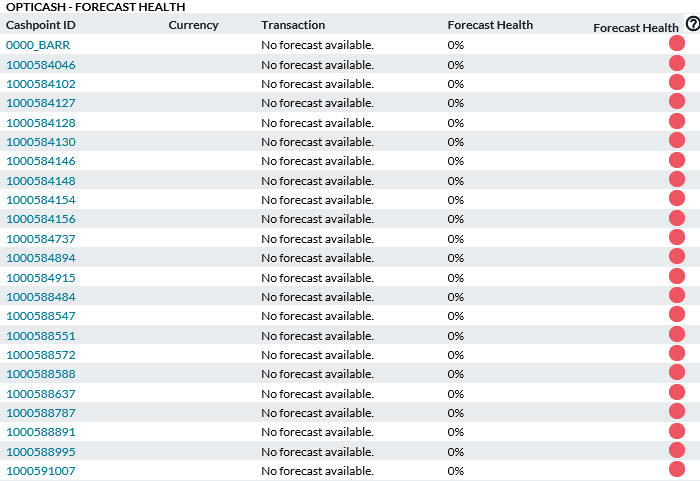 OPTICASH - FORECAST HEALTH
Cashpoint ID Currency Transaction Forecast Health Forecast Health ?
0000_BARR No forecast available. 0%
1000584046 No forecast available. 0%
1000584102 No forecast available. 0%
1000584127 No forecast available. 0%
1000584128 No forecast available. 0%
1000584130 No forecast available. 0%
1000584146 No forecast available. 0%
1000584148 No forecast available. 0%
1000584154 No forecast available. 0%
1000584156 No forecast available. 0%
1000584737 No forecast available. 0%
1000584894 No forecast available. 0%
1000584915 No forecast available. 0%
1000588484 No forecast available. 0%
1000588547 No forecast available. 0%
1000588551 No forecast available. 0%
1000588572 No forecast available. 0%
1000588588 No forecast available. 0%
1000588637 No forecast available. 0%
1000588787 No forecast available. 0%
1000588891 No forecast available. 0%
1000588995 No forecast available. 0%
1000591007 No forecast available. 0%